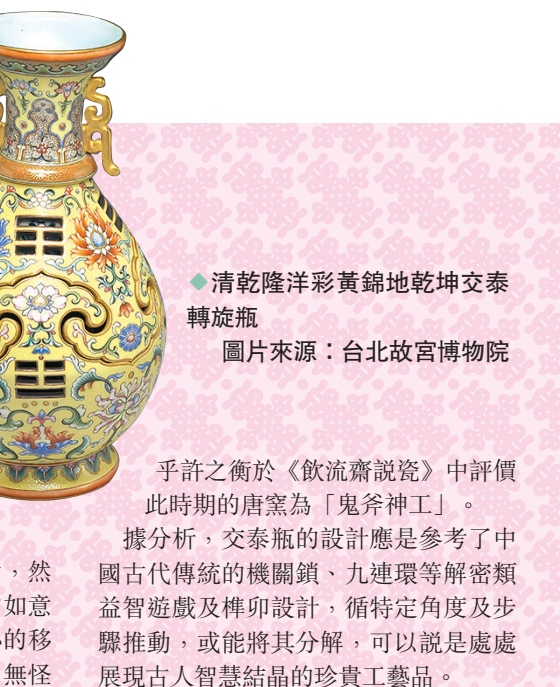 ◆清乾隆洋彩黃錦地乾坤交泰
轉旋瓶
圖片來源：台北故宮博物院
，然
如意
的移
無怪
乎許之衡於《飲流齋説瓷》中評價
此時期的唐窯為「鬼斧神工」。
據分析，交泰瓶的設計應是參考了中
國古代傳統的機關鎖、九連環等解密類
益智遊戲及榫卯設計，循特定角度及步
驟推動，或能將其分解，可以説是處處
展現古人智慧結晶的珍貴工藝品。